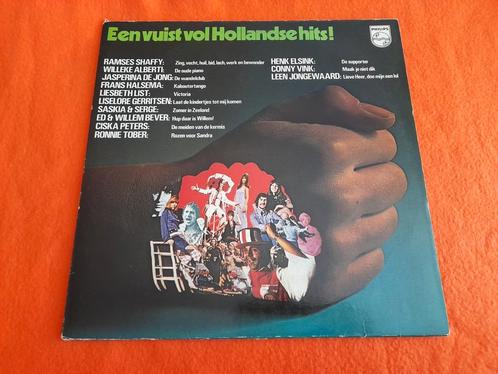 Een vuist vol Hollandse hits!
PHILIPS
RAMSES SHAFFY: Zing, vecht, huil, bid, lach, werk en bewonder
WILLEKE ALBERTI: De oude piano
JASPERINA DE JONG: De wandelclub
FRANS HALSEMA: Kaboutertango
LIESBETH LIST: Victoria
LISELORE GERRITSEN: Laat de kindertjes tot mij komen
SASKIA & SERGE: Zomer in Zeeland
ED & WILLEM BEVER: Hup daar is Willem!
CISKA PETERS: De meiden van de kermis
RONNIE TOBER: Rozen voor Sandra
HENK ELSINK: De supporter
CONNY VINK: Maak je niet dik
LEEN JONGEWAARD: Lieve Heer, doe mijn een lol